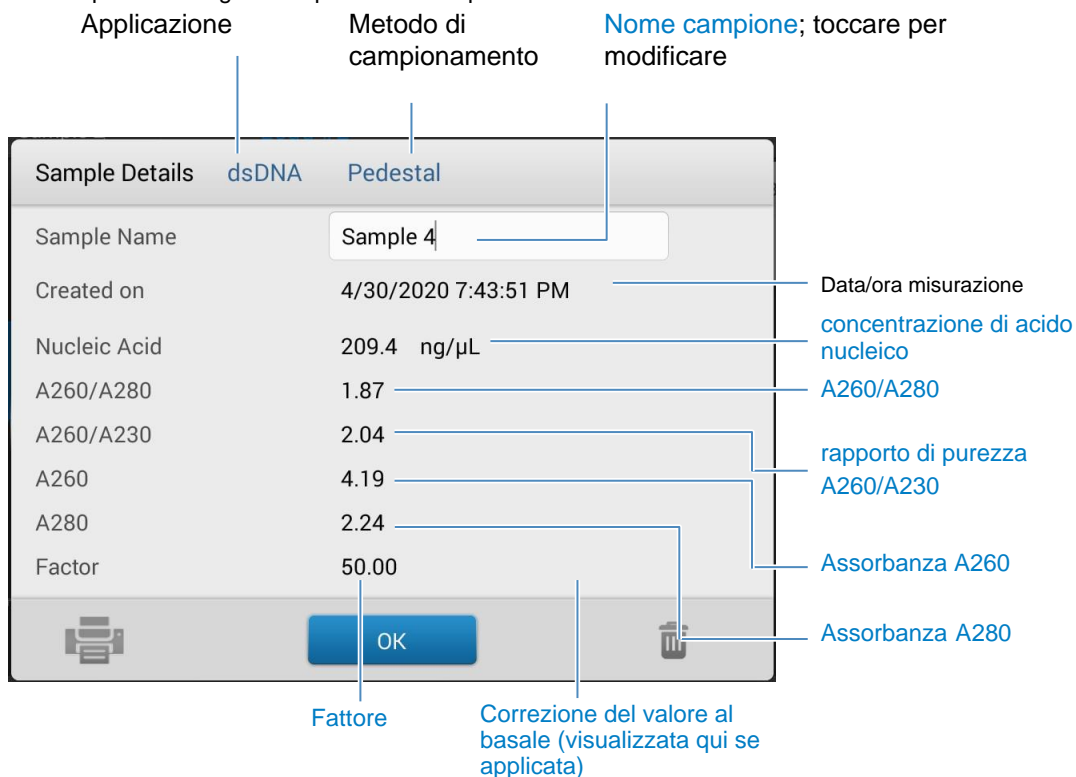 Applicazione
Metodo di
campionamento
Nome campione; toccare per
modificare
Sample Details dsDNA Pedestal
Sample Name Sample 4
Created on 4/30/2020 7:43:51 PM
Data/ora misurazione
Nucleic Acid 209.4 ng/µL
concentrazione di acido
nucleico
A260/A280 1.87
A260/A280
A260/A230 2.04
rapporto di purezza
A260/A230
A260 4.19
Assorbanza A260
A280 2.24
Assorbanza A280
Factor 50.00
OK
Fattore
Correzione del valore al
basale (visualizzata qui se
applicata)